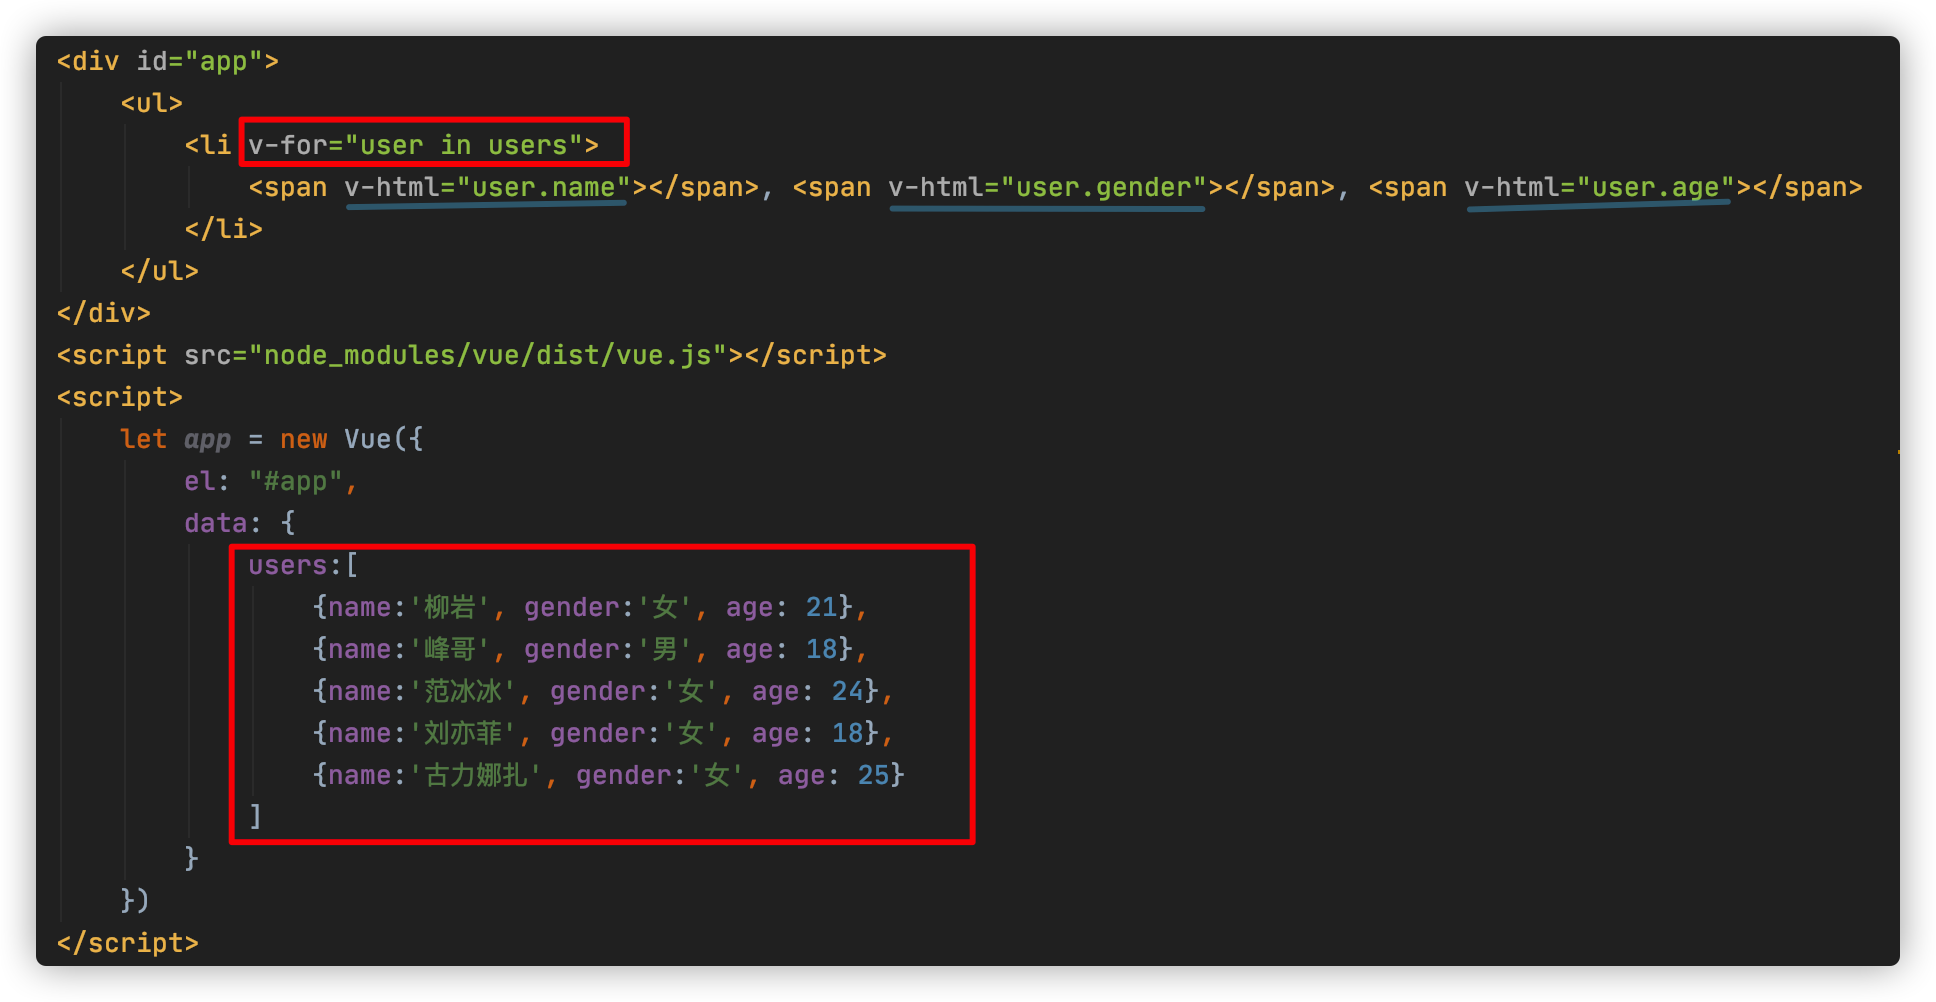 <div id="app">
<ul>
<li v-for="user in users">
<span v-html="user.name"></span>, <span v-html="user.gender"></span>, <span v-html="user.age"></span>
</li>
</ul>
</div>
<script src="node_modules/vue/dist/vue.js"></script>
<script>
let app = new Vue({
el: "#app",
data: {
users:[
{name:'柳岩', gender:'女', age: 21},
{name:'峰哥', gender:'男', age: 18},
{name:'范冰冰', gender:'女', age: 24},
{name:'刘亦菲', gender:'女', age: 18},
{name:'古力娜扎', gender:'女', age: 25}
]
}
})
</script>